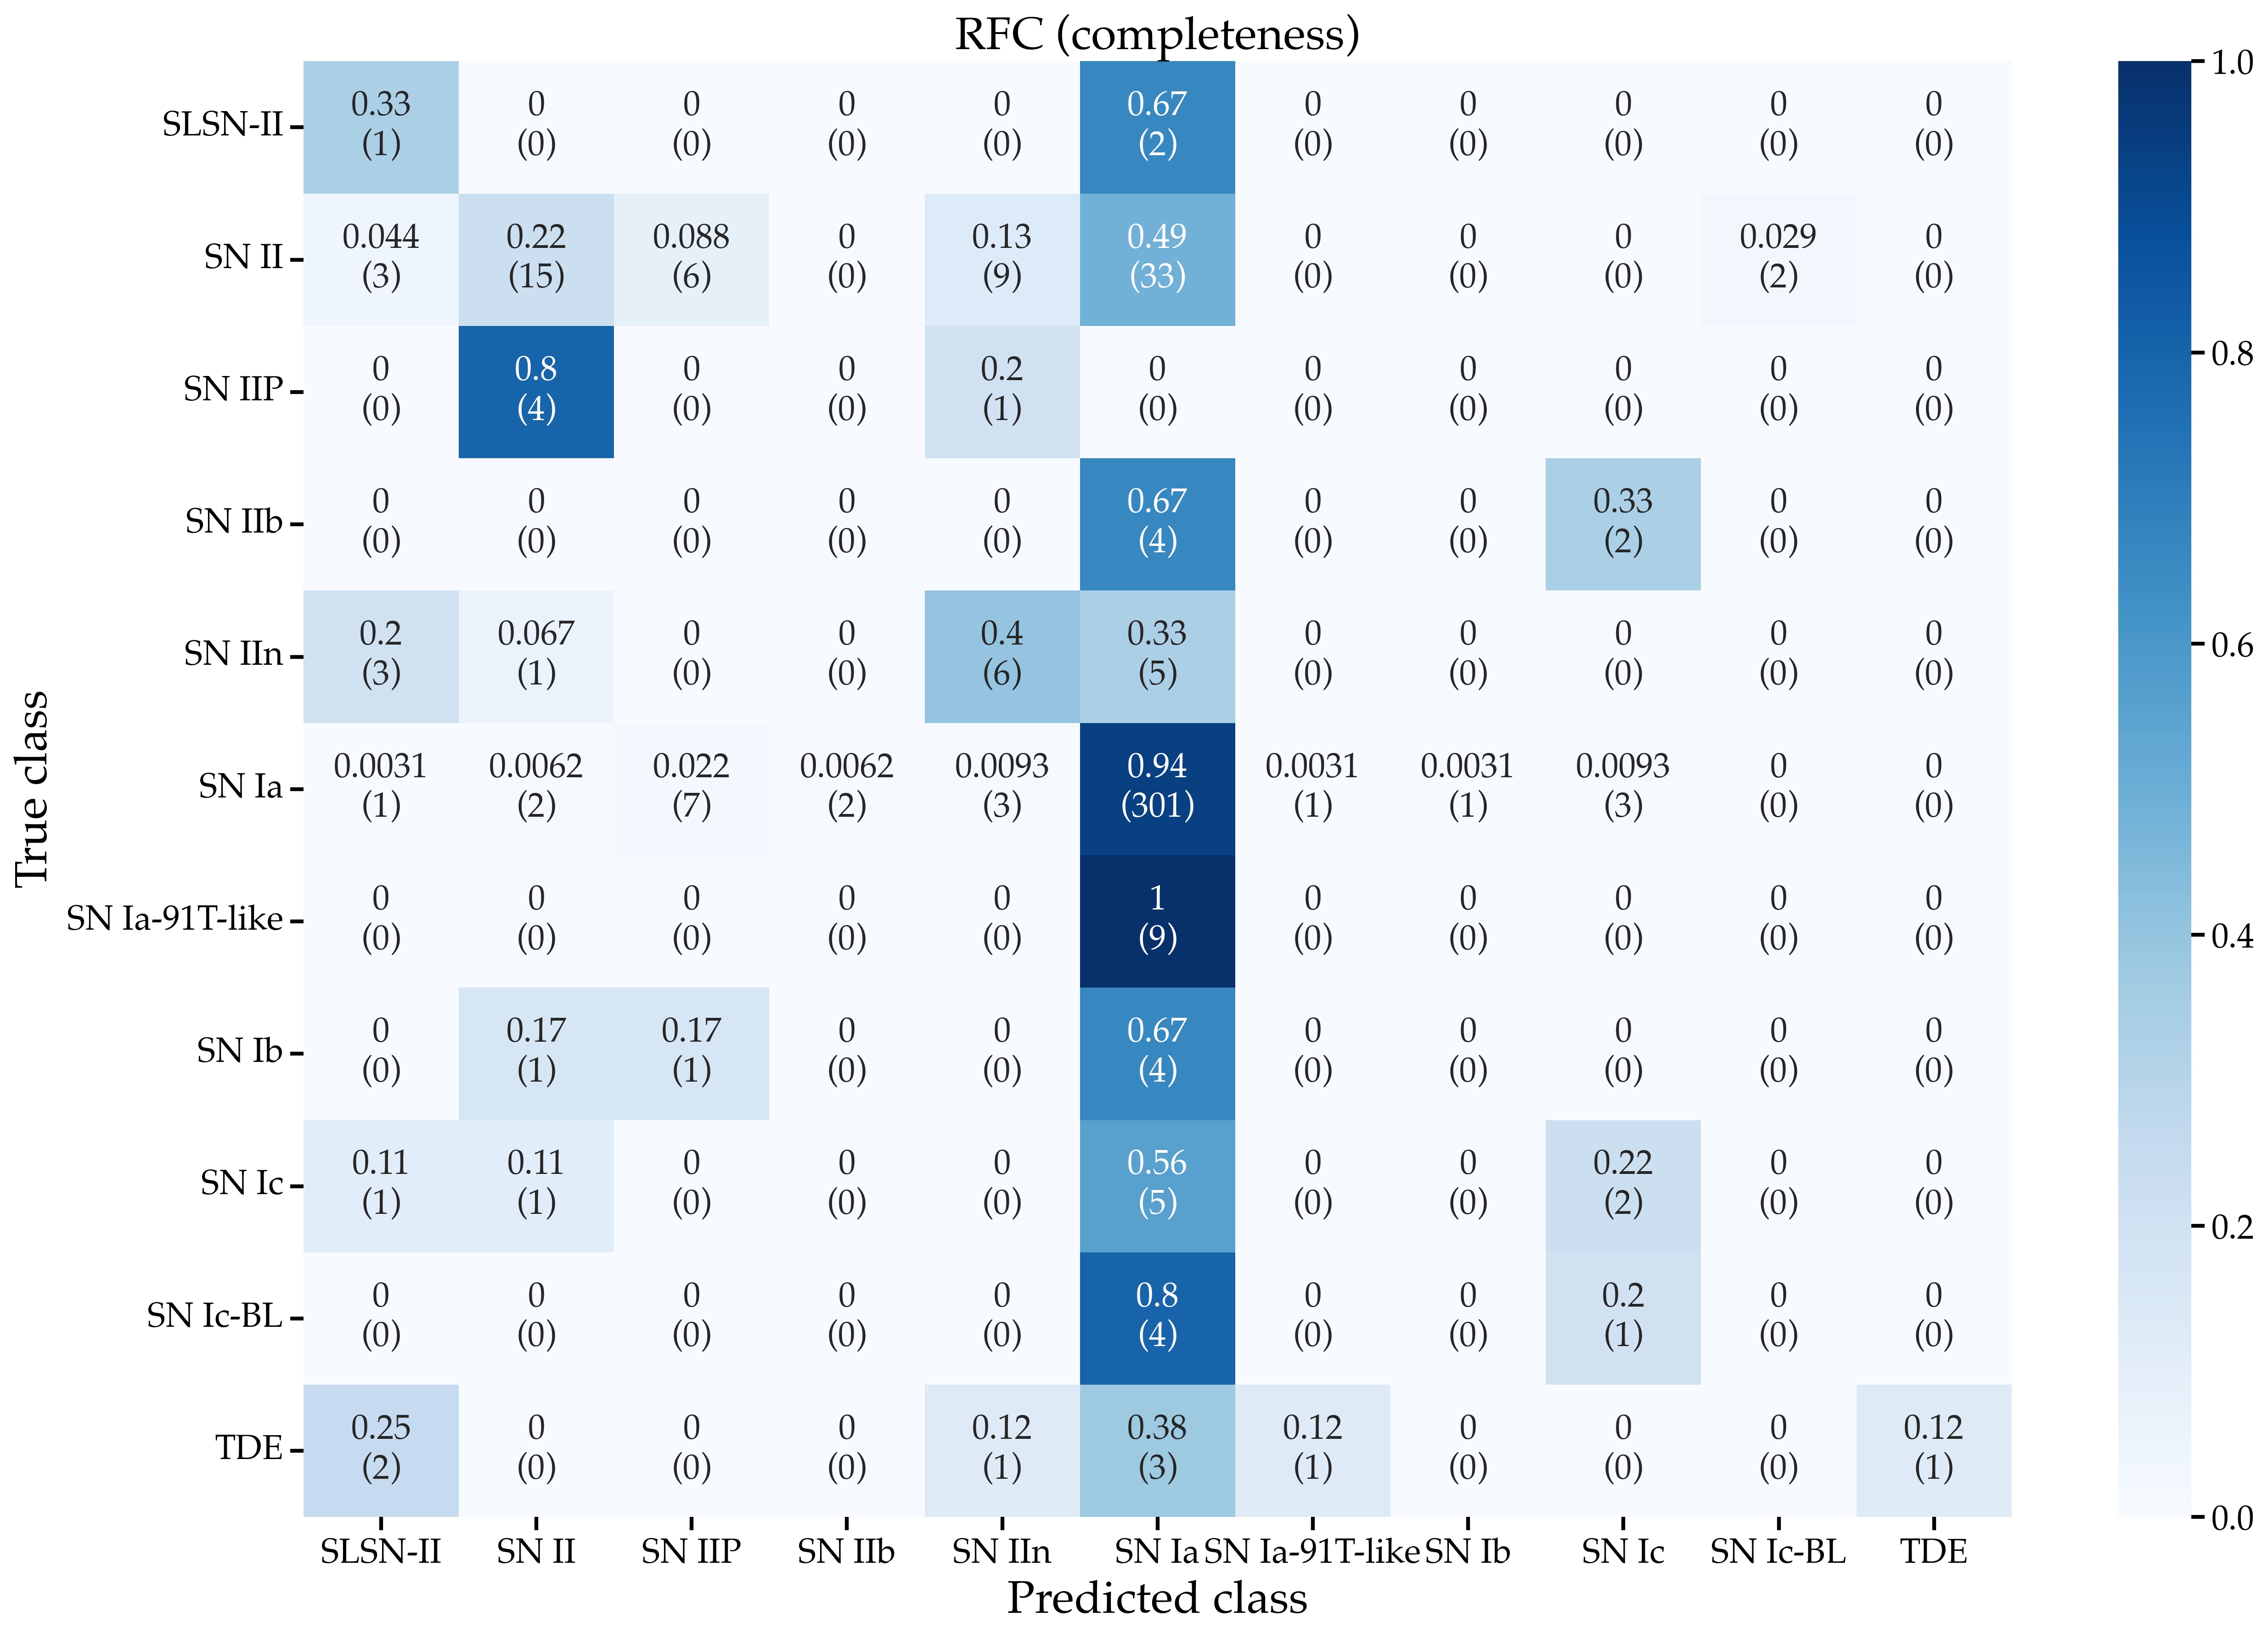 RFC (completeness)
1.0
SLSN-II 0.33 0 0 0 0 0.67 0 0 0 0 0
(1) (0) (0) (0) (0) (2) (0) (0) (0) (0) (0)
SN II 0.044 0.22 0.088 0 0.13 0.49 0 0 0 0.029 0
(3) (15) (6) (0) (9) (33) (0) (0) (0) (2) (0)
0.8
SN IIP 0 0.8 0 0 0.2 0 0 0 0 0 0
(0) (4) (0) (0) (1) (0) (0) (0) (0) (0) (0)
SN IIb 0 0 0 0 0 0.67 0 0 0.33 0 0
(0) (0) (0) (0) (0) (4) (0) (0) (2) (0) (0)
0.6
SN IIn 0.2 0.067 0 0 0.4 0.33 0 0 0 0 0
(3) (1) (0) (0) (6) (5) (0) (0) (0) (0) (0)
True class
SN Ia 0.0031 0.0062 0.022 0.0062 0.0093 0.94 0.0031 0.0031 0.0093 0 0
(1) (2) (7) (2) (3) (301) (1) (1) (3) (0) (0)
SN Ia-91T-like 0 0 0 0 0 1 0 0 0 0 0
(0) (0) (0) (0) (0) (9) (0) (0) (0) (0) (0)
0.4
SN Ib 0 0.17 0.17 0 0 0.67 0 0 0 0 0
(0) (1) (1) (0) (0) (4) (0) (0) (0) (0) (0)
SN Ic 0.11 0.11 0 0 0 0.56 0 0 0.22 0 0
(1) (1) (0) (0) (0) (5) (0) (0) (2) (0) (0)
0.2
SN Ic-BL 0 0 0 0 0 0.8 0 0 0.2 0 0
(0) (0) (0) (0) (0) (4) (0) (0) (1) (0) (0)
TDE 0.25 0 0 0 0.12 0.38 0.12 0 0 0 0.12
(2) (0) (0) (0) (1) (3) (1) (0) (0) (0) (1)
0.0
SLSN-II SN II SN IIP SN IIb SN IIn SN Ia SN Ia-91T-like SN Ib SN Ic SN Ic-BL TDE
Predicted class